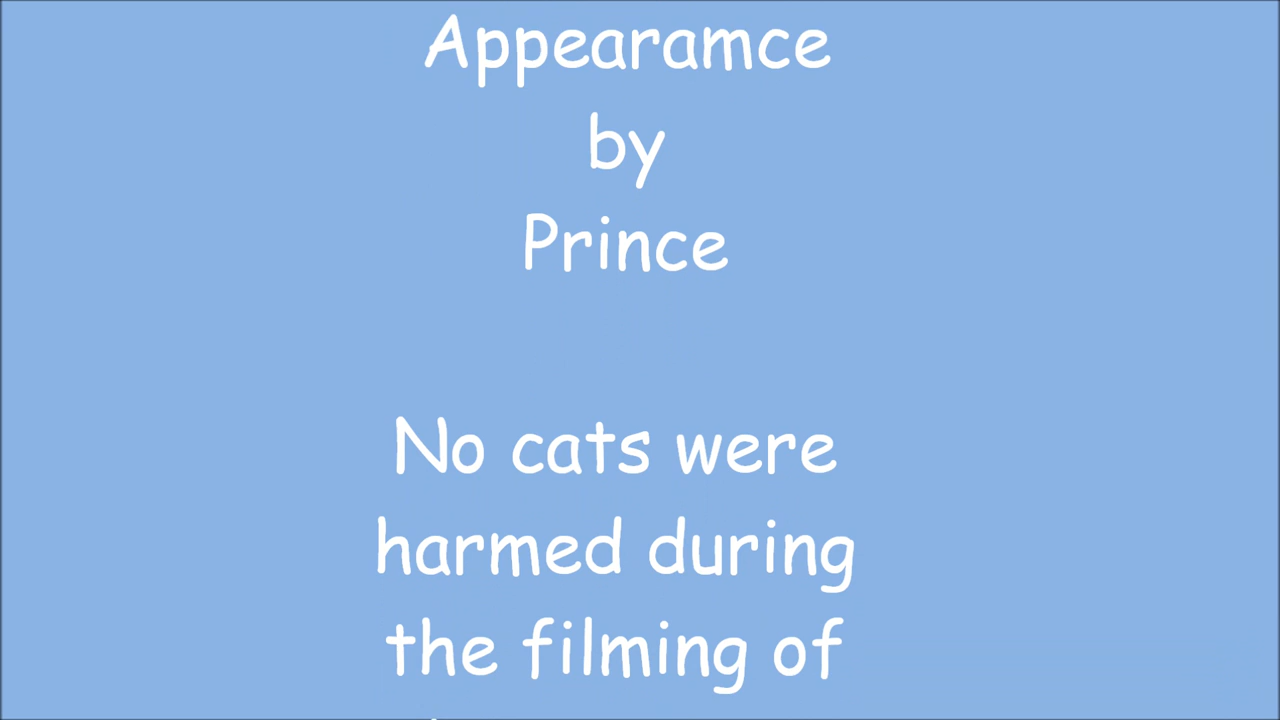 Appearamce
by
Prince
No cats were
harmed during
the filming of